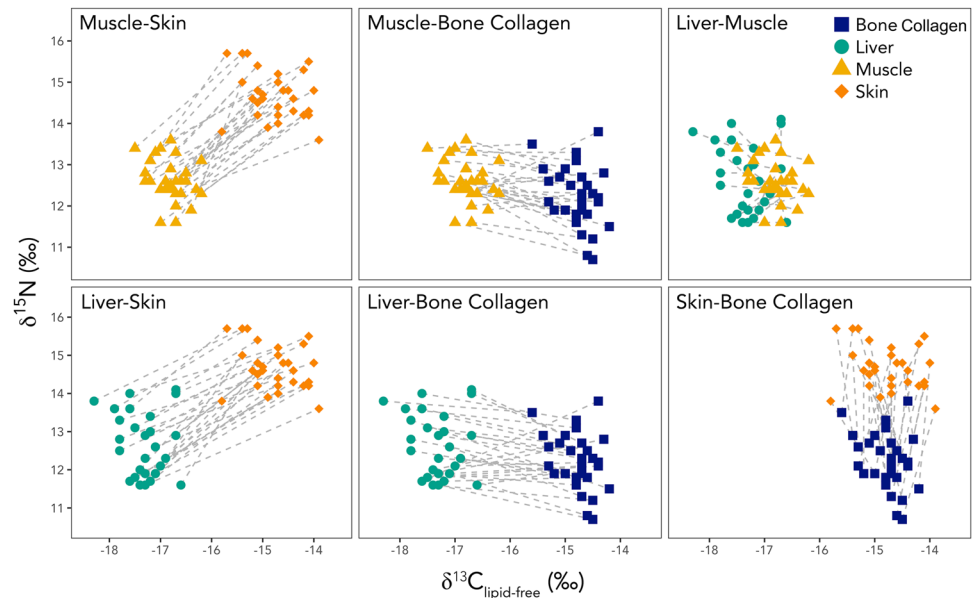 Muscle-Skin
Muscle-Bone Collagen
Liver-Muscle
Bone Collagen
Liver
Muscle
Skin
16
15
14
13
12
11
δ¹⁵N (‰)
Liver-Skin
Liver-Bone Collagen
Skin-Bone Collagen
16
15
14
13
12
11
-18 -17 -16 -15 -14
-18 -17 -16 -15 -14
-18 -17 -16 -15 -14
δ¹³C lipid-free (‰)